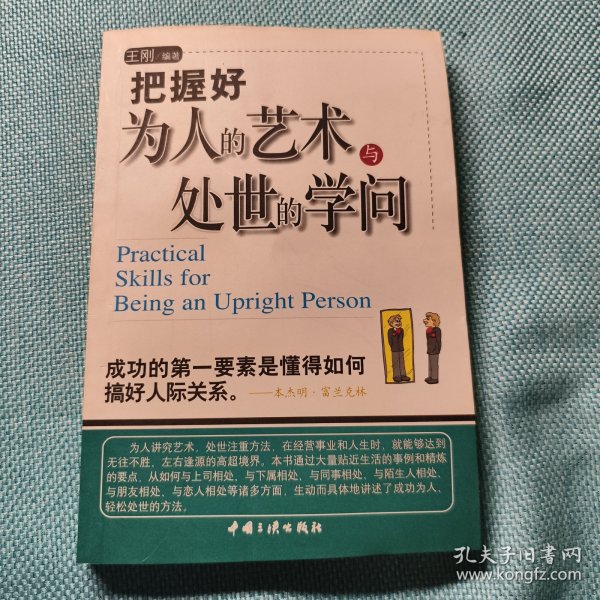 王刚/编著
把握好
为人的艺术与
处世的学问
Practical
Skills for
Being an Upright Person
成功的第一要素是懂得如何
搞好人际关系。——本杰明·富兰克林
为人讲究艺术，处世注重方法，在经营事业和人生时，就能够达到
无往不胜、左右逢源的高超境界。本书通过大量贴近生活的事例和精炼
的要点，从如何与上司相处、与下属相处、与同事相处、与陌生人相处、
与朋友相处、与恋人相处等诸多方面，生动而具体地讲述了成功为人、
轻松处世的方法。
中国三峡出版社
孔夫子旧书网
www.kongfz.com